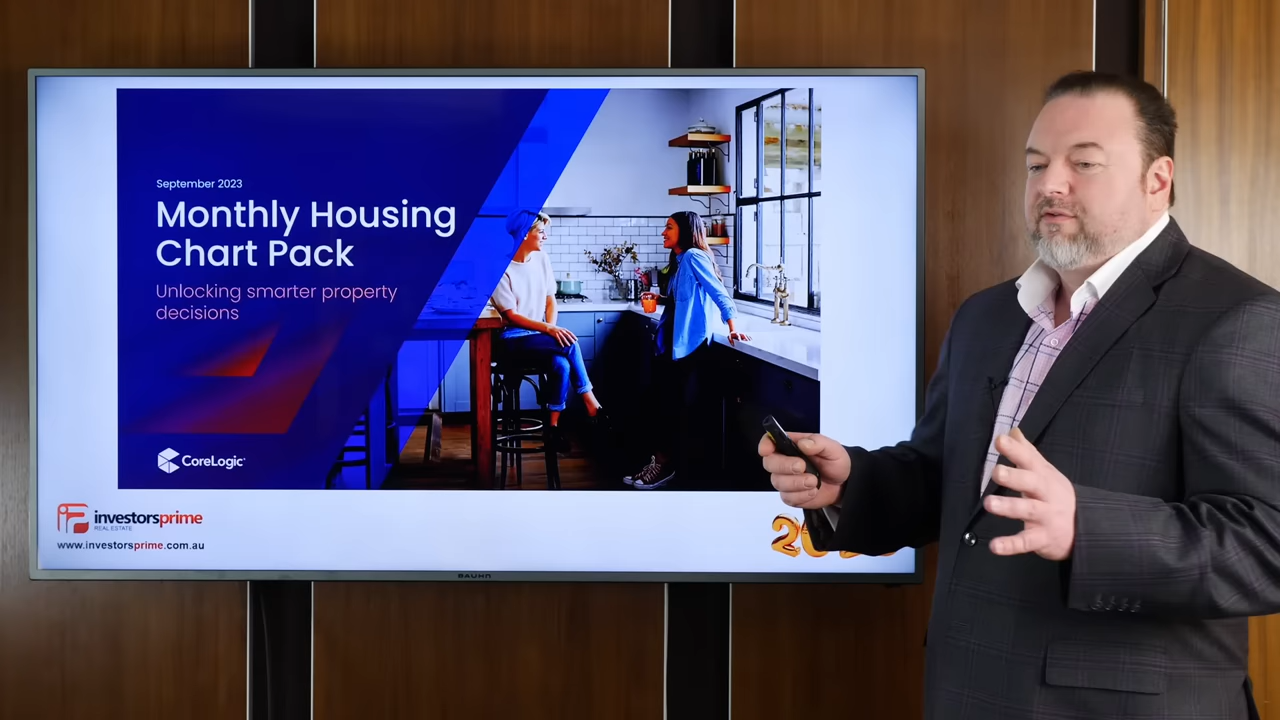 September 2023
Monthly Housing
Chart Pack
Unlocking smarter property
decisions
CoreLogic
investorsprime
REAL ESTATE
www.investorsprime.com.au
BAUHN